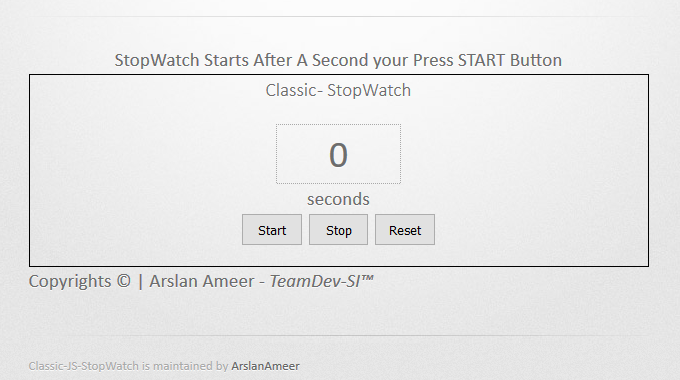 StopWatch Starts After A Second your Press START Button
Classic- StopWatch
0
seconds
Start Stop Reset
Copyrights © | Arslan Ameer - TeamDev-SI™
Classic-JS-StopWatch is maintained by ArslanAmeer